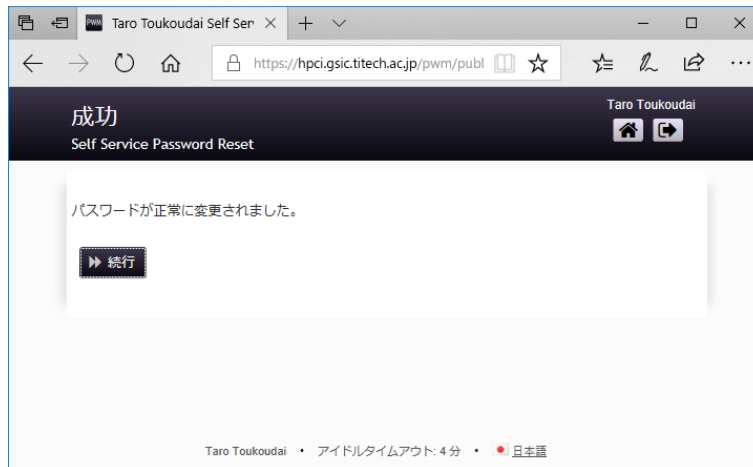 PWM Taro Toukoudai Self Ser
https://hpci.gsic.titech.ac.jp/pwm/publ
成功
Self Service Password Reset
Taro Toukoudai
パスワードが正常に変更されました。
続行
Taro Toukoudai • アイドルタイムアウト: 4 分 • 日本語